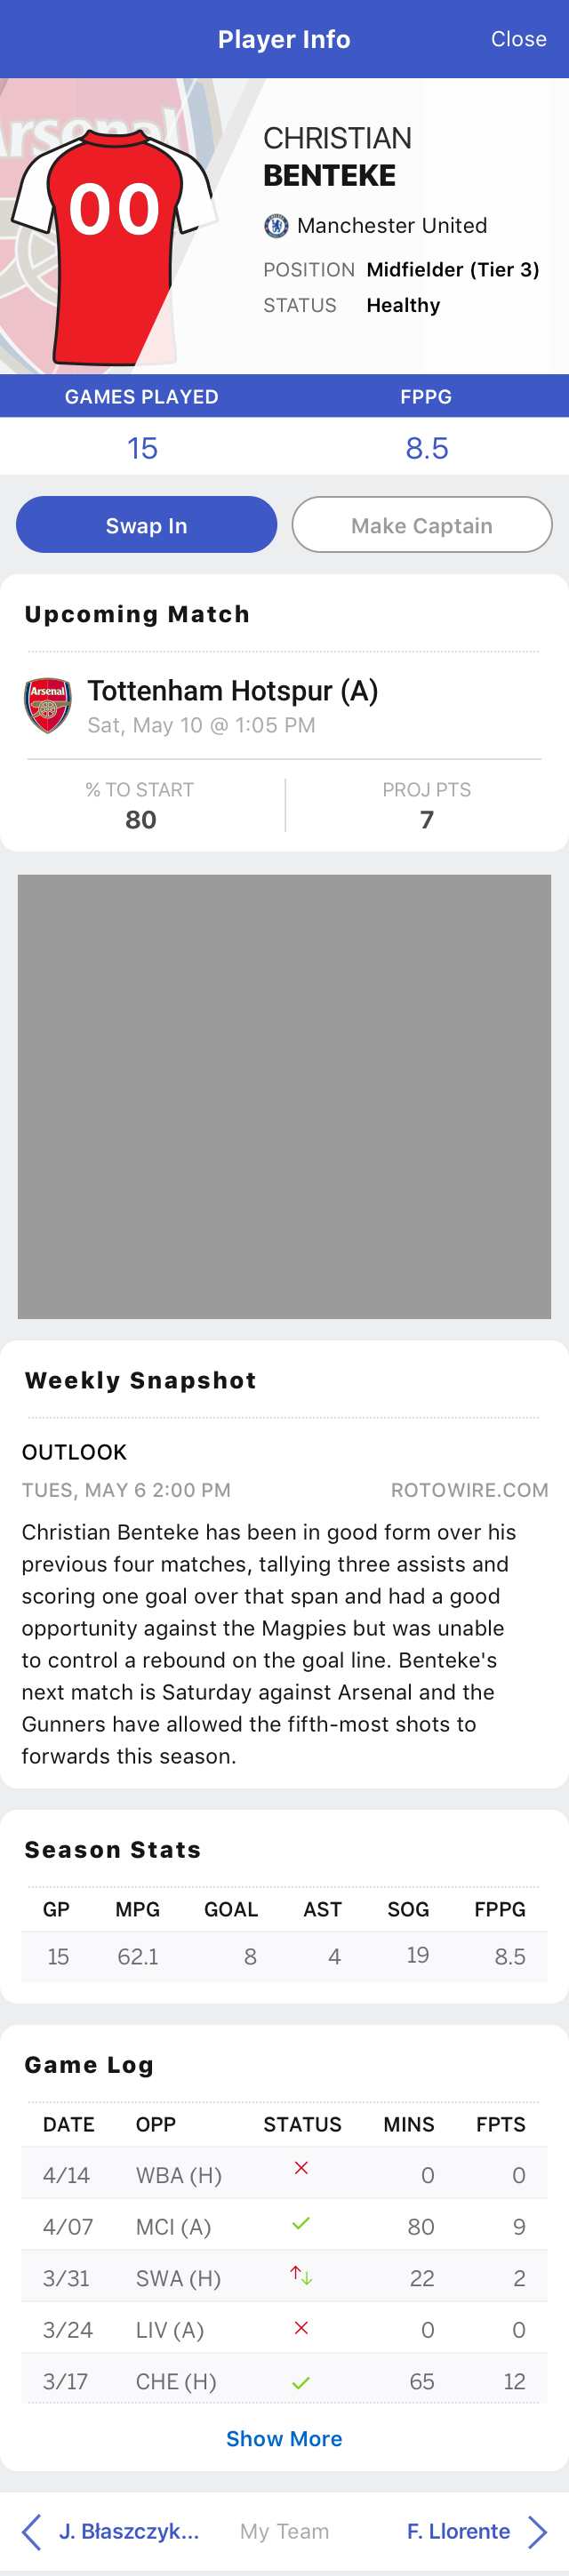 Player Info
Close
Arsenal
00
CHRISTIAN
BENTEKE
Manchester United
POSITION Midfielder (Tier 3)
STATUS Healthy
GAMES PLAYED FPPG
15 8.5
Swap In Make Captain
Upcoming Match
Arsenal
Tottenham Hotspur (A)
Sat, May 10 @ 1:05 PM
% TO START PROJ PTS
80 7
Weekly Snapshot
OUTLOOK
TUES, MAY 6 2:00 PM ROTOWIRE.COM
Christian Benteke has been in good form over his
previous four matches, tallying three assists and
scoring one goal over that span and had a good
opportunity against the Magpies but was unable
to control a rebound on the goal line. Benteke's
next match is Saturday against Arsenal and the
Gunners have allowed the fifth-most shots to
forwards this season.
Season Stats
GP MPG GOAL AST SOG FPPG
15 62.1 8 4 19 8.5
Game Log
DATE OPP STATUS MINS FPTS
4/14 WBA (H) 0 0
4/07 MCI (A) 80 9
3/31 SWA (H) 22 2
3/24 LIV (A) 0 0
3/17 CHE (H) 65 12
Show More
J. Błaszczyk... My Team F. Llorente